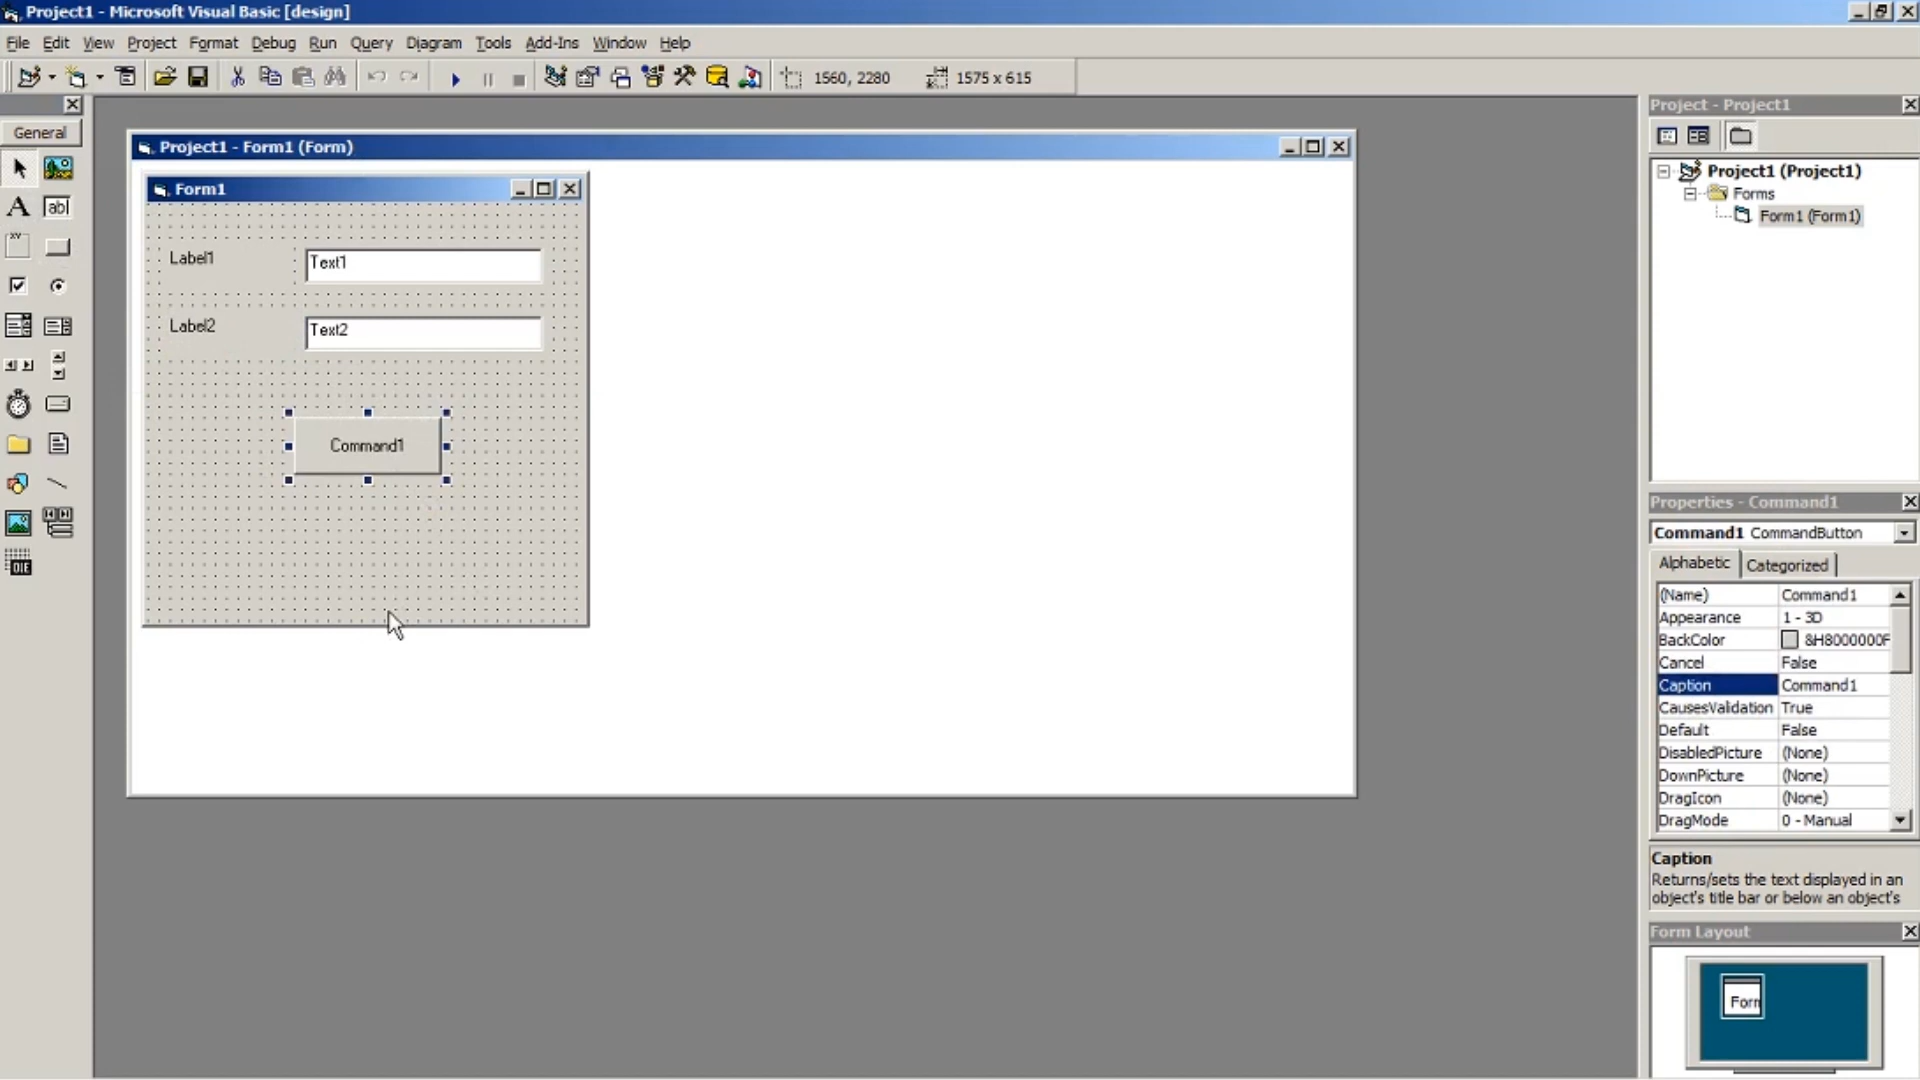 Project1 - Microsoft Visual Basic [design]
File Edit View Project Format Debug Run Query Diagram Tools Add-Ins Window Help
1560, 2280 1575 x 615
General
A ab|
XY
OLE
Project1 - Form1 (Form)
Form1
Label1 Text1
Label2 Text2
Command1
Project - Project1
Project1 (Project1)
Forms
Form1 (Form1)
Properties - Command1
Command1 CommandButton
Alphabetic Categorized
(Name) Command1
Appearance 1 - 3D
BackColor &H8000000F
Cancel False
Caption Command1
CausesValidation True
Default False
DisabledPicture (None)
DownPicture (None)
DragIcon (None)
DragMode 0 - Manual
Caption
Returns/sets the text displayed in an
object's title bar or below an object's
Form Layout
Form